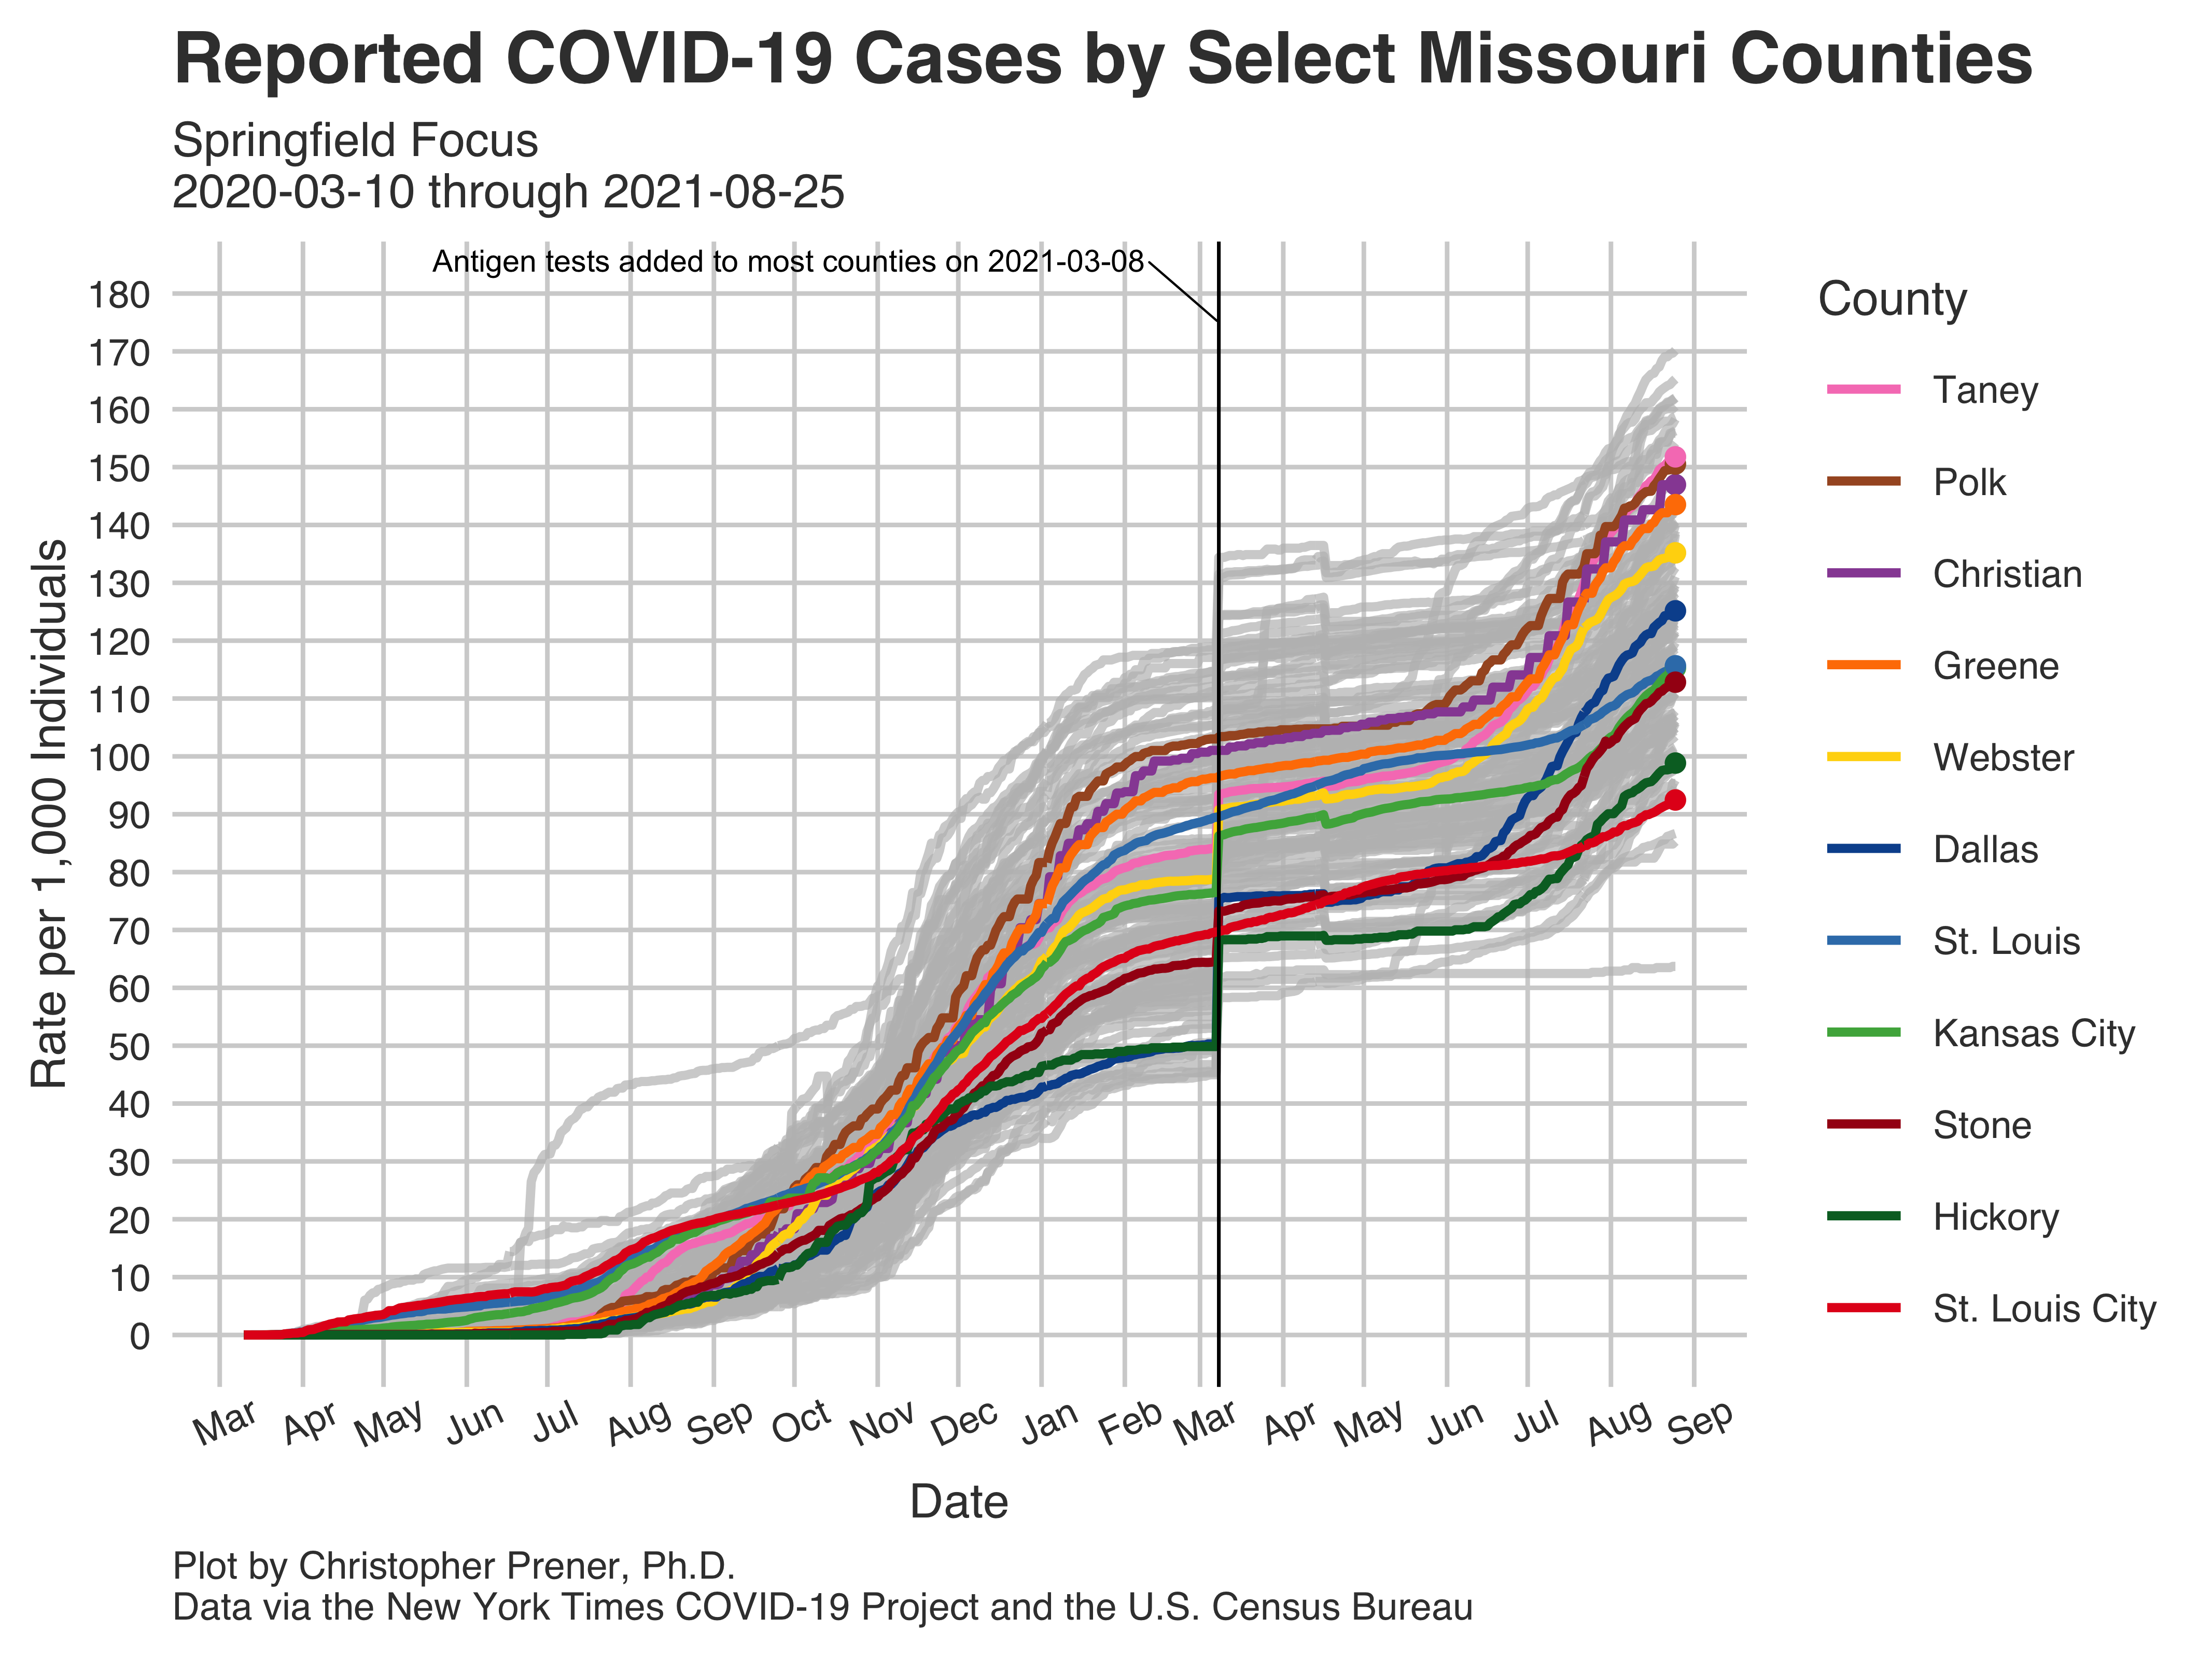 Reported COVID-19 Cases by Select Missouri Counties
Springfield Focus
2020-03-10 through 2021-08-25
Antigen tests added to most counties on 2021-03-08
180
170
160
150
140
130
120
110
100
90
80
70
60
50
40
30
20
10
0
Rate per 1,000 Individuals
Mar Apr May Jun Jul Aug Sep Oct Nov Dec Jan Feb Mar Apr May Jun Jul Aug Sep
Date
County
Taney
Polk
Christian
Greene
Webster
Dallas
St. Louis
Kansas City
Stone
Hickory
St. Louis City
Plot by Christopher Prener, Ph.D.
Data via the New York Times COVID-19 Project and the U.S. Census Bureau